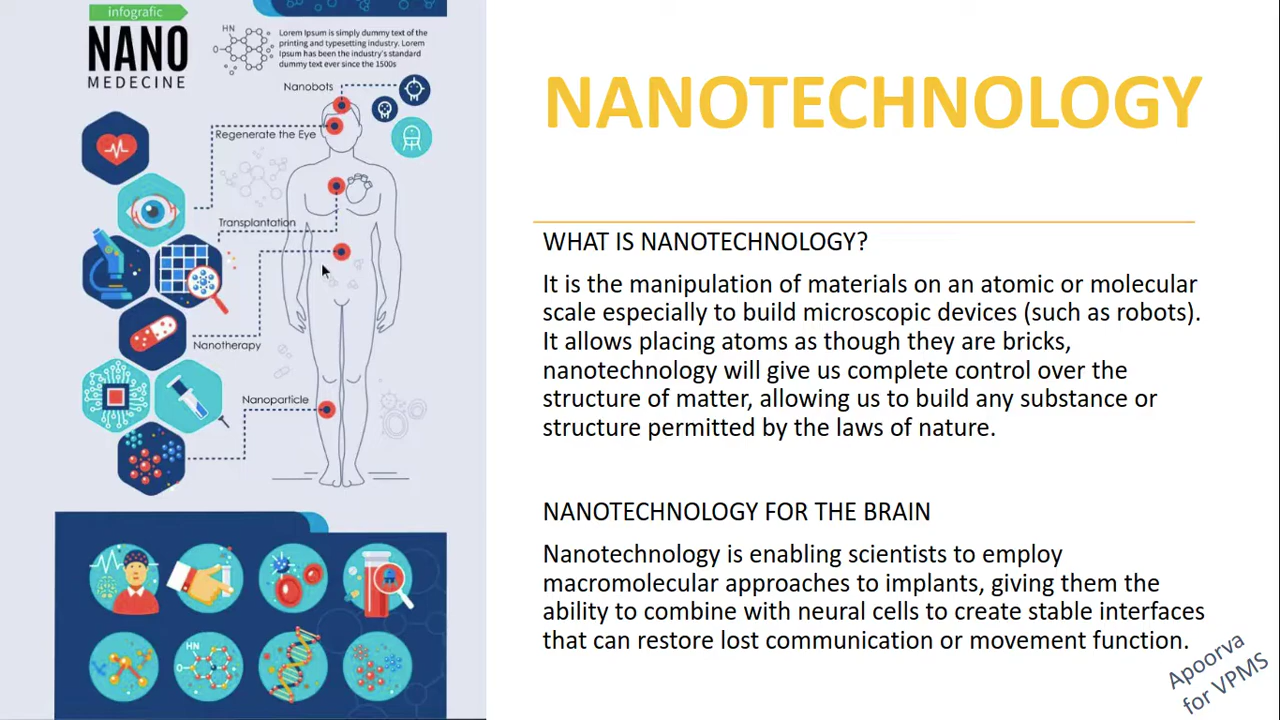 infografic
NANO
MEDECINE
HN
O
Lorem Ipsum is simply dummy text of the
printing and typesetting industry. Lorem
Ipsum has been the industry's standard
dummy text ever since the 1500s
Nanobots
Regenerate the Eye
Transplantation
Nanotherapy
Nanoparticle
HN
O
NANOTECHNOLOGY
WHAT IS NANOTECHNOLOGY?
It is the manipulation of materials on an atomic or molecular
scale especially to build microscopic devices (such as robots).
It allows placing atoms as though they are bricks,
nanotechnology will give us complete control over the
structure of matter, allowing us to build any substance or
structure permitted by the laws of nature.
NANOTECHNOLOGY FOR THE BRAIN
Nanotechnology is enabling scientists to employ
macromolecular approaches to implants, giving them the
ability to combine with neural cells to create stable interfaces
that can restore lost communication or movement function.
Apoorva
for VPMS